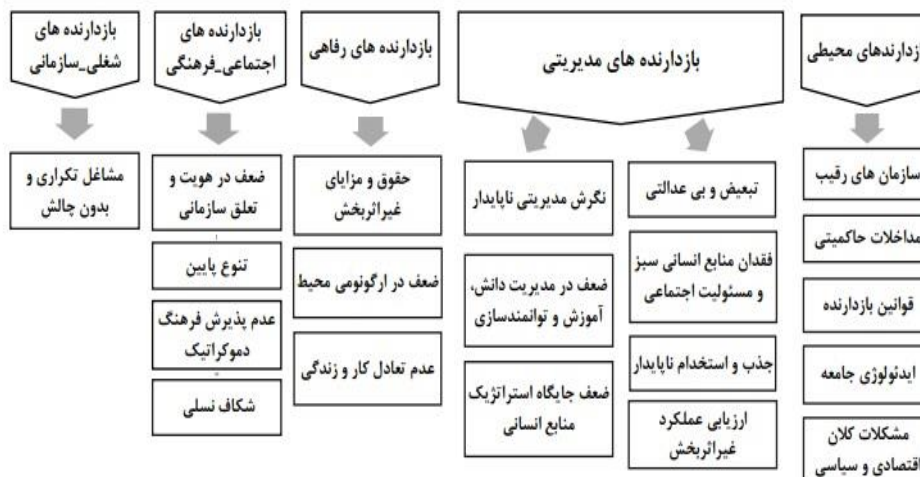 زدارندهای محیطی
سازمان های رقیب
مداخلات حاکمیتی
قوانین بازدارنده
ایدئولوژی جامعه
مشکلات کلان
اقتصادی و سیاسی
بازدارنده های مدیریتی
تبعیض و بی عدالتی
فقدان منابع انسانی سبز
و مسئولیت اجتماعی
جذب و استخدام ناپایدار
ارزیابی عملکرد
غیراثربخش
نگرش مدیریتی ناپایدار
ضعف در مدیریت دانش،
آموزش و توانمندسازی
ضعف جایگاه استراتژیک
منابع انسانی
بازدارنده های رفاهی
حقوق و مزایای
غیراثربخش
ضعف در ارگونومی محیط
عدم تعادل کار و زندگی
بازدارنده های
اجتماعی_فرهنگی
ضعف در هویت و
تعلق سازمانی
تنوع پایین
عدم پذیرش فرهنگ
دموکراتیک
شکاف نسلی
بازدارنده های
شغلی_سازمانی
مشاغل تکراری و
بدون چالش